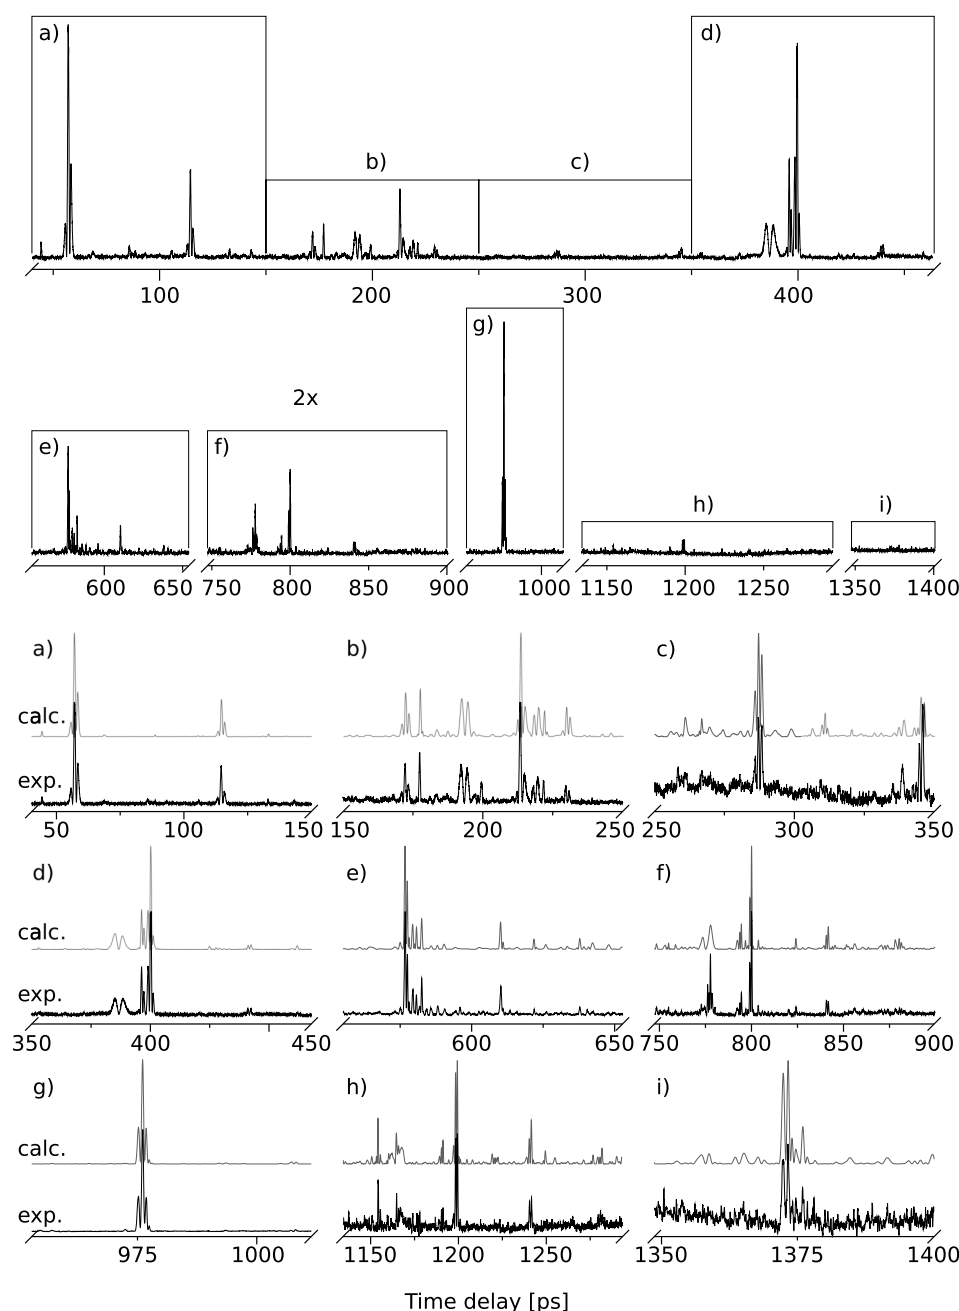 a)
d)
b)
c)
100
200
300
400
g)
2x
e)
f)
h)
i)
600
650
750
800
850
900
1000
1150
1200
1250
1350
1400
a)
b)
c)
calc.
exp.
50
100
150
150
200
250
250
300
350
d)
e)
f)
calc.
exp.
350
400
450
600
650
750
800
850
900
g)
h)
i)
calc.
exp.
975
1000
1150
1200
1250
1350
1375
1400
Time delay [ps]